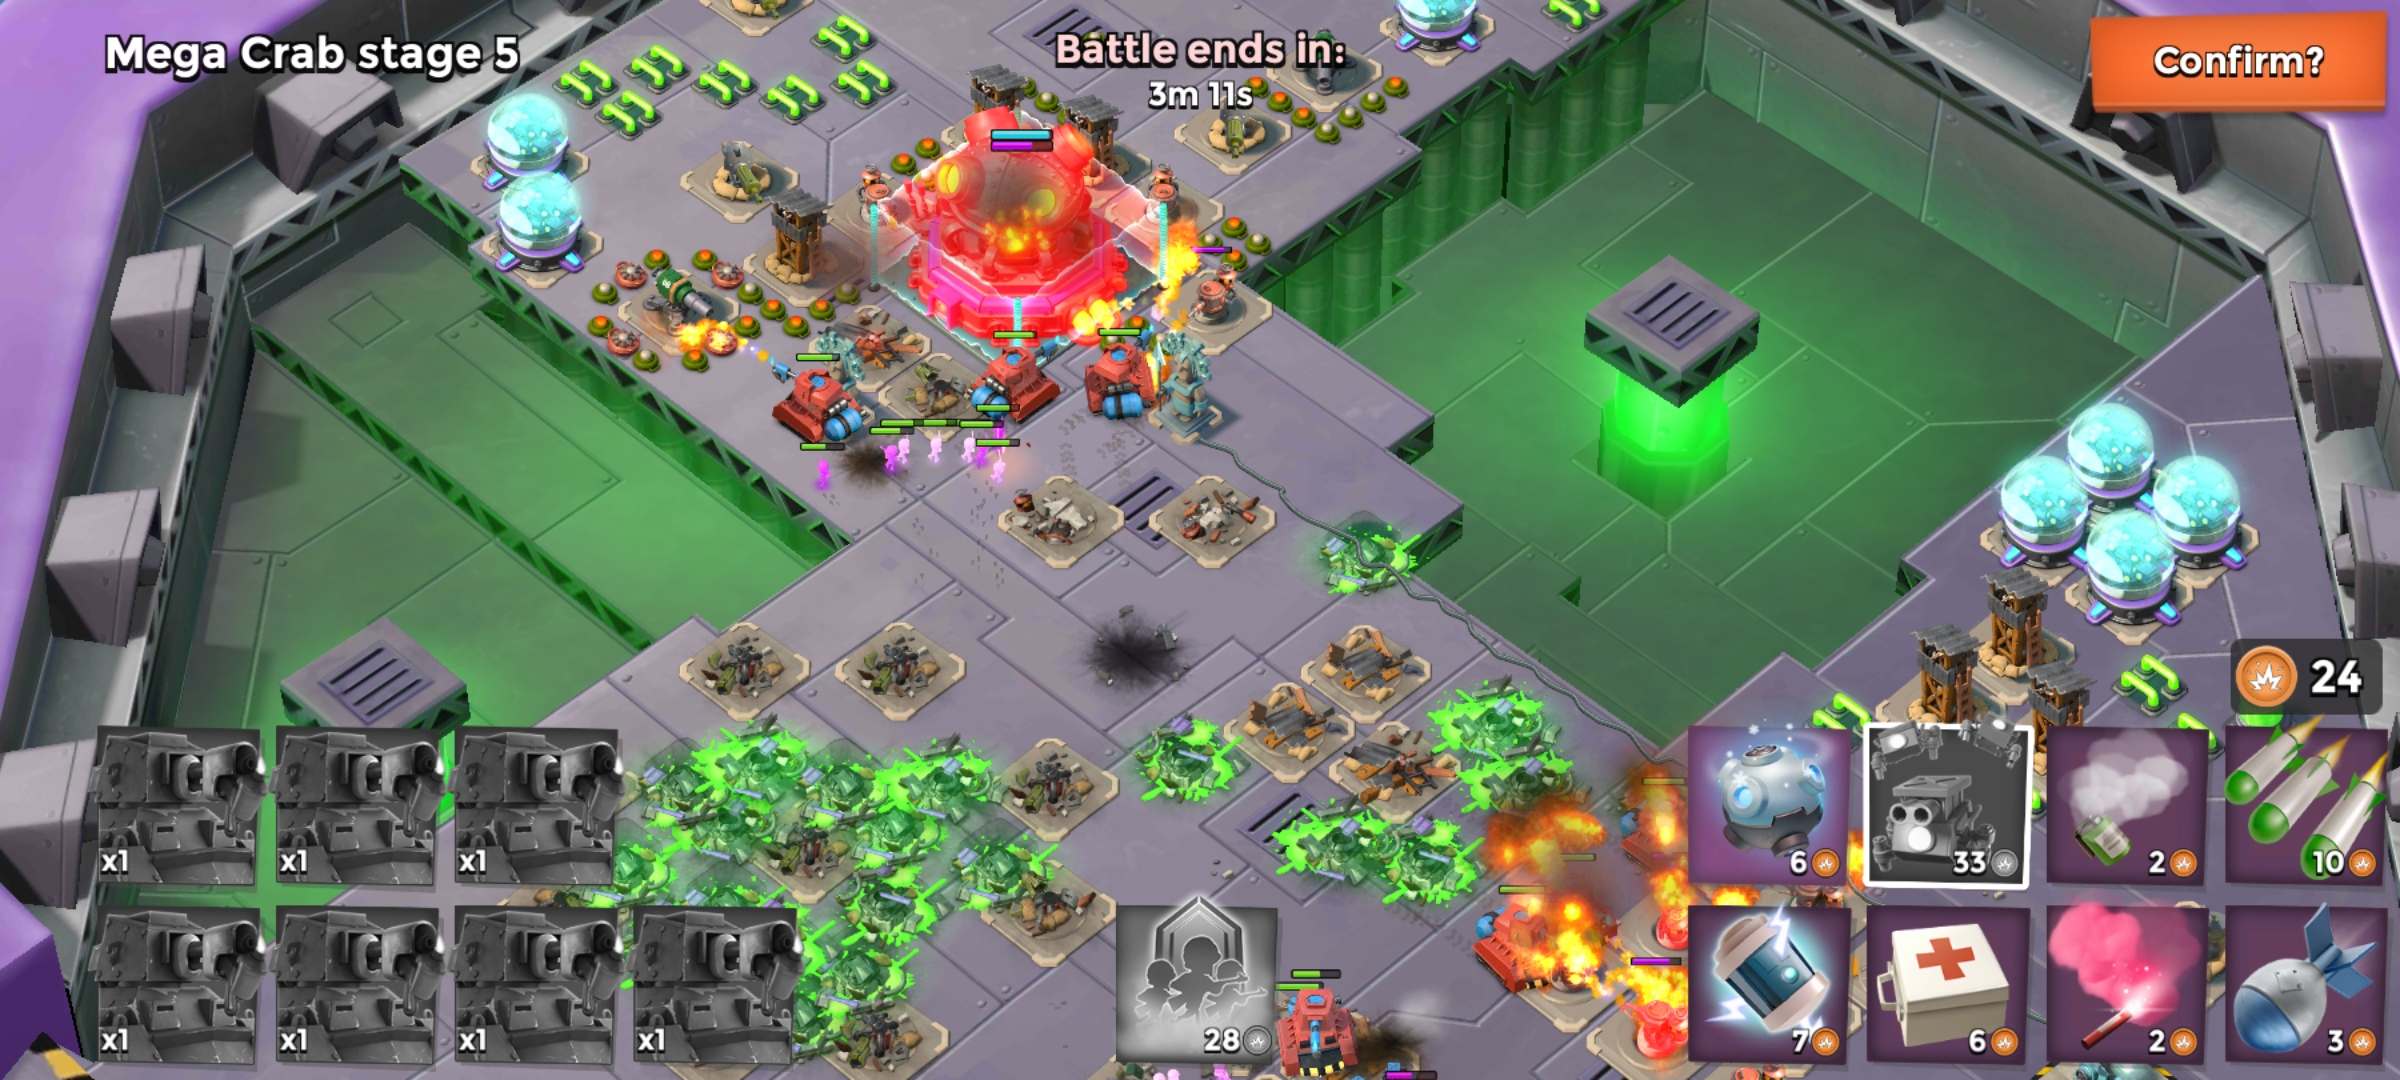 Mega Crab stage 5
Battle ends in:
3m 11s
Confirm?
24
x1
x1
x1
6
33
2
10
x1
x1
x1
x1
28
7
6
2
3